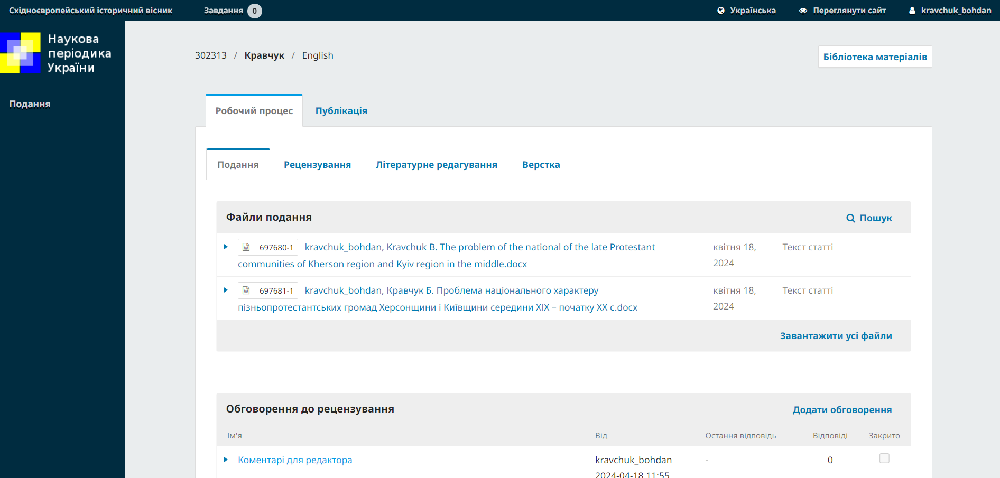 Східноєвропейський історичний вісник
Завдання 0
Українська
Переглянути сайт
kravchuk_bohdan
Наукова
періодика
України
Подання
302313 / Кравчук / English
Бібліотека матеріалів
Робочий процес
Публікація
Подання
Рецензування
Літературне редагування
Верстка
Файли подання
Пошук
697680-1 kravchuk_bohdan, Kravchuk B. The problem of the national of the late Protestant
communities of Kherson region and Kyiv region in the middle.docx
квітня 18,
2024
Текст статті
697681-1 kravchuk_bohdan, Кравчук Б. Проблема національного характеру
пізньопротестантських громад Херсонщини і Київщини середини ХІХ – початку ХХ с.docx
квітня 18,
2024
Текст статті
Завантажити усі файли
Обговорення до рецензування
Додати обговорення
Ім'я
Від
Остання відповідь
Відповіді
Закрито
Коментарі для редактора
kravchuk_bohdan
2024-04-18 11:55
-
0